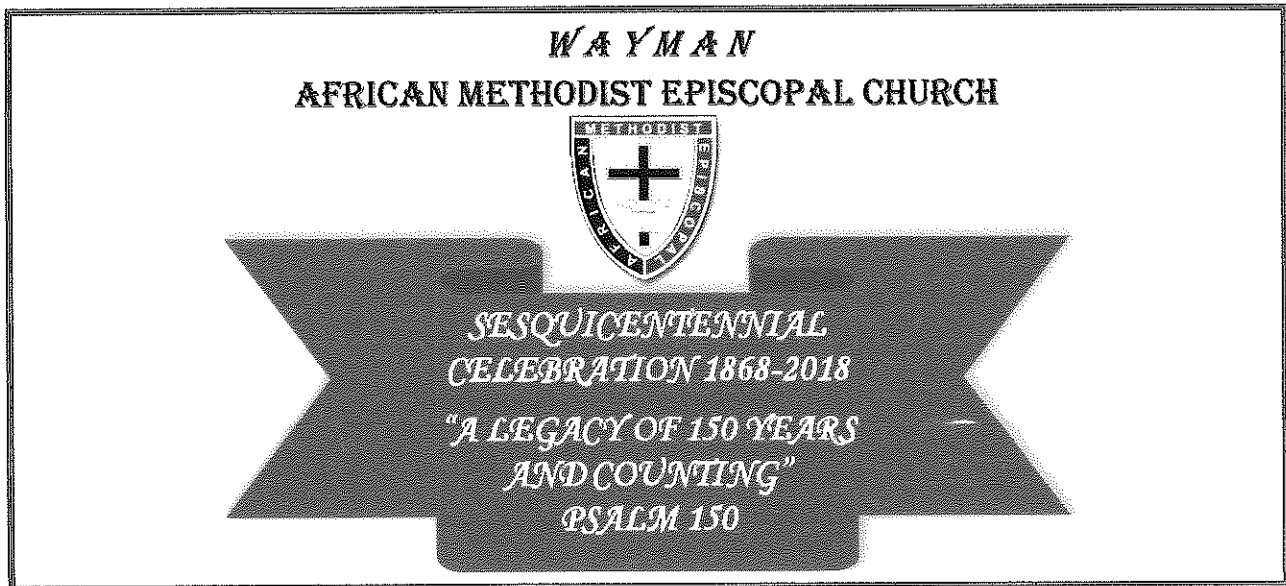 WAYMAN
AFRICAN METHODIST EPISCOPAL CHURCH
METHODIST
AFRICAN
EPISCOPAL
SESQUICENTENNIAL
CELEBRATION 1868-2018
“A LEGACY OF 150 YEARS
AND COUNTING”
PSALM 150